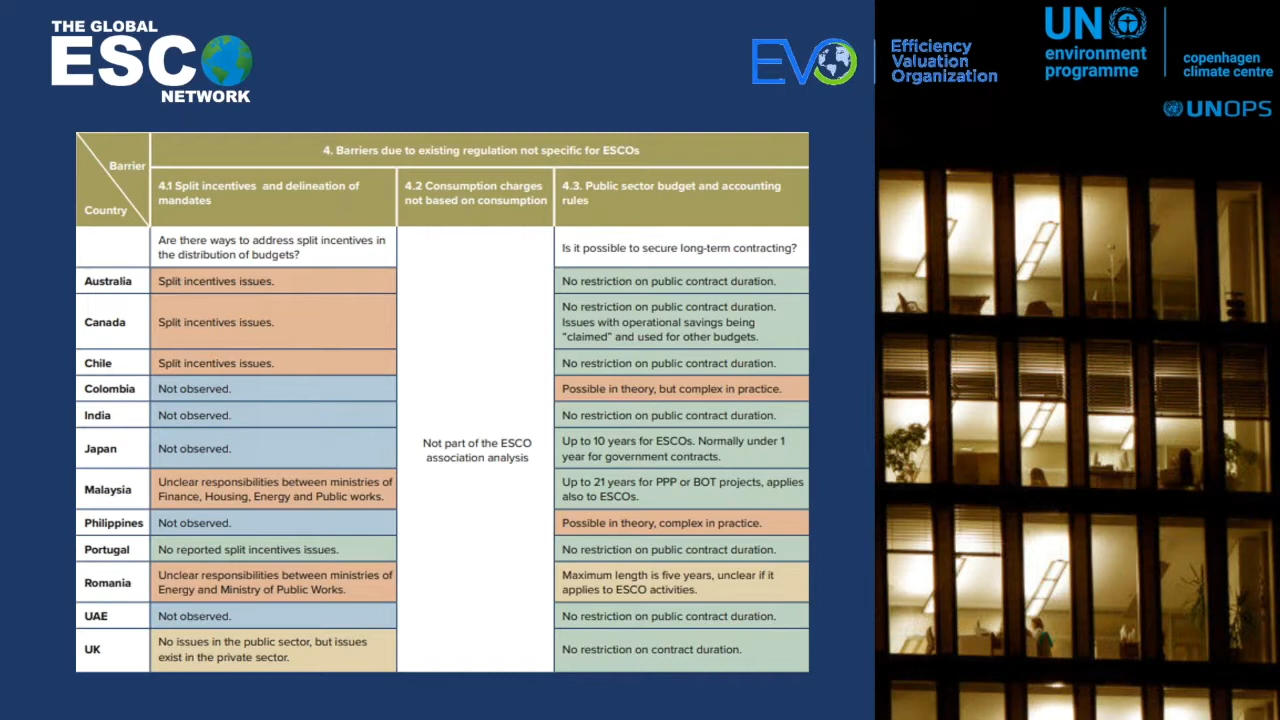 THE GLOBAL
ESCO
NETWORK
EVO
Efficiency
Valuation
Organization
UN
environment
programme
copenhagen
climate centre
UNOPS
Barrier
Country
4. Barriers due to existing regulation not specific for ESCOs
4.1 Split incentives and delineation of
mandates
4.2 Consumption charges
not based on consumption
4.3. Public sector budget and accounting
rules
Are there ways to address split incentives in
the distribution of budgets?
Is it possible to secure long-term contracting?
Australia
Split incentives issues.
No restriction on public contract duration.
Canada
Split incentives issues.
No restriction on public contract duration.
Issues with operational savings being
“claimed” and used for other budgets.
Chile
Split incentives issues.
No restriction on public contract duration.
Colombia
Not observed.
Possible in theory, but complex in practice.
India
Not observed.
No restriction on public contract duration.
Japan
Not observed.
Not part of the ESCO
association analysis
Up to 10 years for ESCOs. Normally under 1
year for government contracts.
Malaysia
Unclear responsibilities between ministries of
Finance, Housing, Energy and Public works.
Up to 21 years for PPP or BOT projects, applies
also to ESCOs.
Philippines
Not observed.
Possible in theory, complex in practice.
Portugal
No reported split incentives issues.
No restriction on public contract duration.
Romania
Unclear responsibilities between ministries of
Energy and Ministry of Public Works.
Maximum length is five years, unclear if it
applies to ESCO activities.
UAE
Not observed.
No restriction on public contract duration.
UK
No issues in the public sector, but issues
exist in the private sector.
No restriction on contract duration.